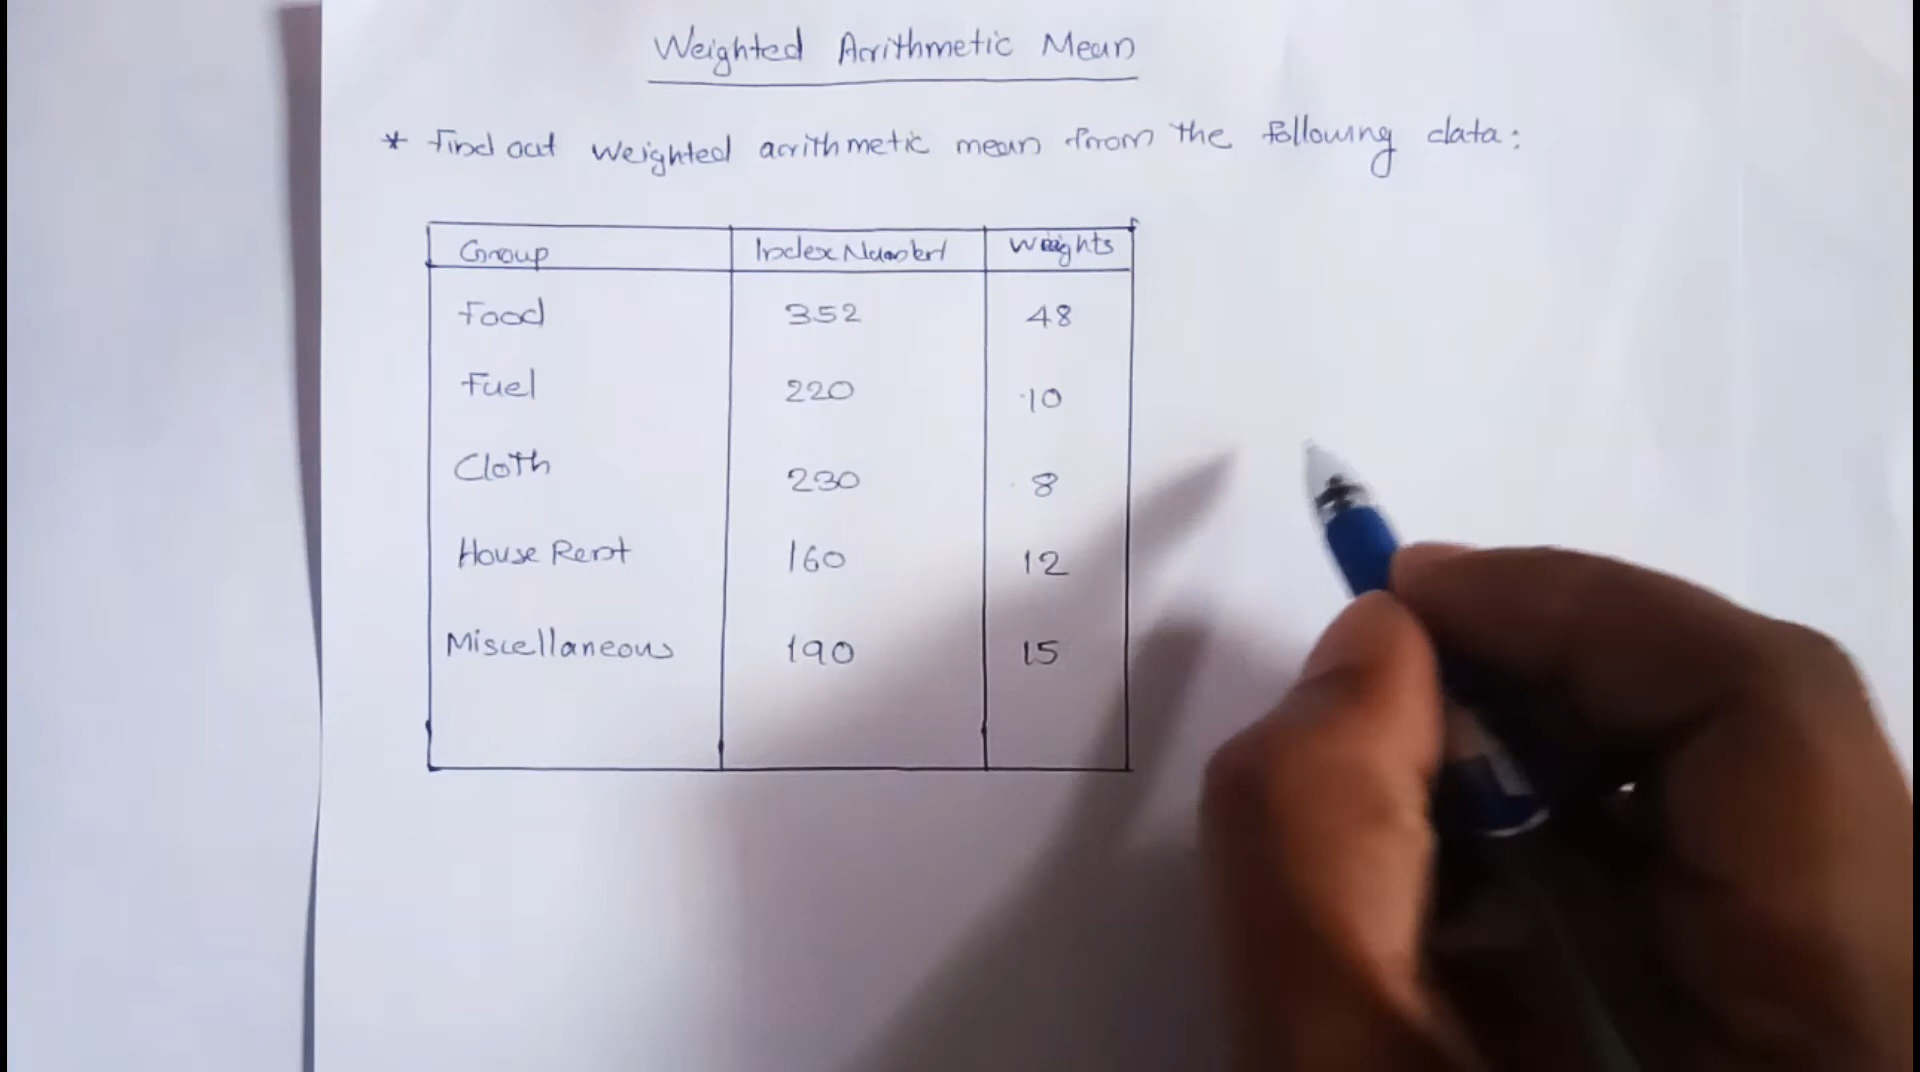 Weighted Arithmetic Mean
* Find out weighted arithmetic mean from the following data:
Group Index Number Weights
Food 352 48
Fuel 220 10
Cloth 230 8
House Rent 160 12
Miscellaneous 190 15